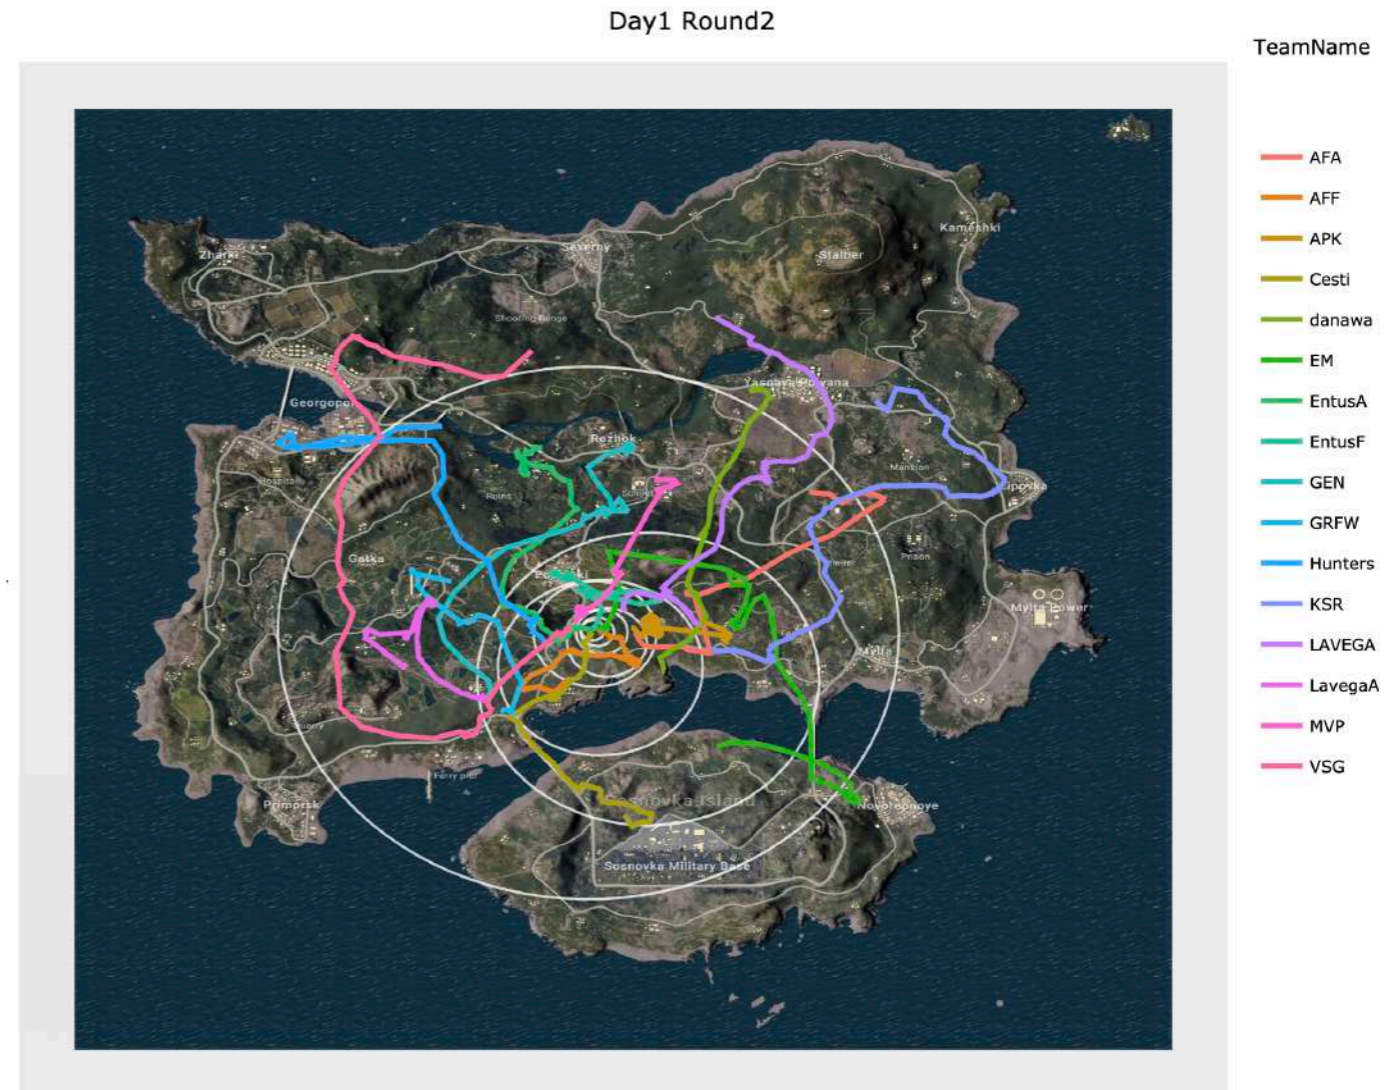 Day1 Round2
TeamName
AFA
AFF
APK
Cesti
danawa
EM
EntusA
EntusF
GEN
GRFW
Hunters
KSR
LAVEGA
LavegaA
MVP
VSG
Kameshki
Zharki
Severny
Stalber
Shooting Range
Yasnaya Polyana
Georgopol
Rozhok
Mansion
Hospital
Ruins
School
Lipovka
Prison
Gatka
Shelter
Mylta Power
Mylta
Ferry pier
Primorsk
Novorepnoye
Sosnovka Military Base